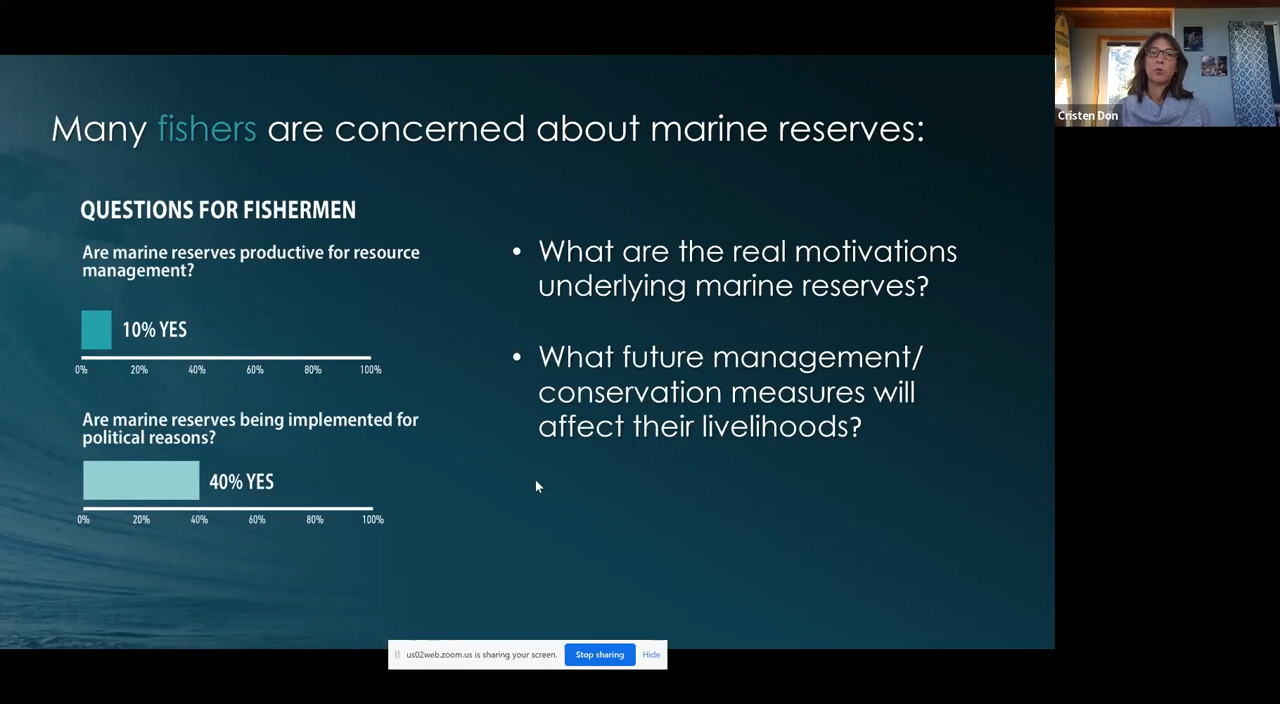 Many fishers are concerned about marine reserves:
QUESTIONS FOR FISHERMEN
Are marine reserves productive for resource
management?
10% YES
0% 20% 40% 60% 80% 100%
Are marine reserves being implemented for
political reasons?
40% YES
0% 20% 40% 60% 80% 100%
• What are the real motivations
underlying marine reserves?
• What future management/
conservation measures will
affect their livelihoods?
Cristen Don
us02web.zoom.us is sharing your screen. Stop sharing Hide